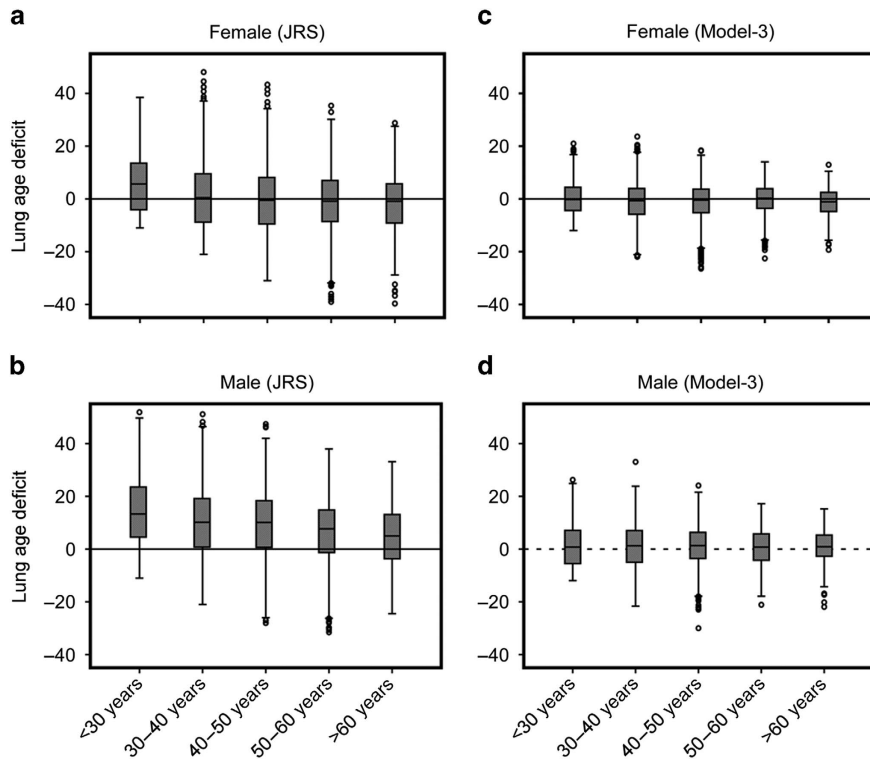 a
Female (JRS)
Lung age deficit
40
20
0
–20
–40
c
Female (Model-3)
40
20
0
–20
–40
b
Male (JRS)
Lung age deficit
40
20
0
–20
–40
<30 years
30–40 years
40–50 years
50–60 years
>60 years
d
Male (Model-3)
40
20
0
–20
–40
<30 years
30–40 years
40–50 years
50–60 years
>60 years